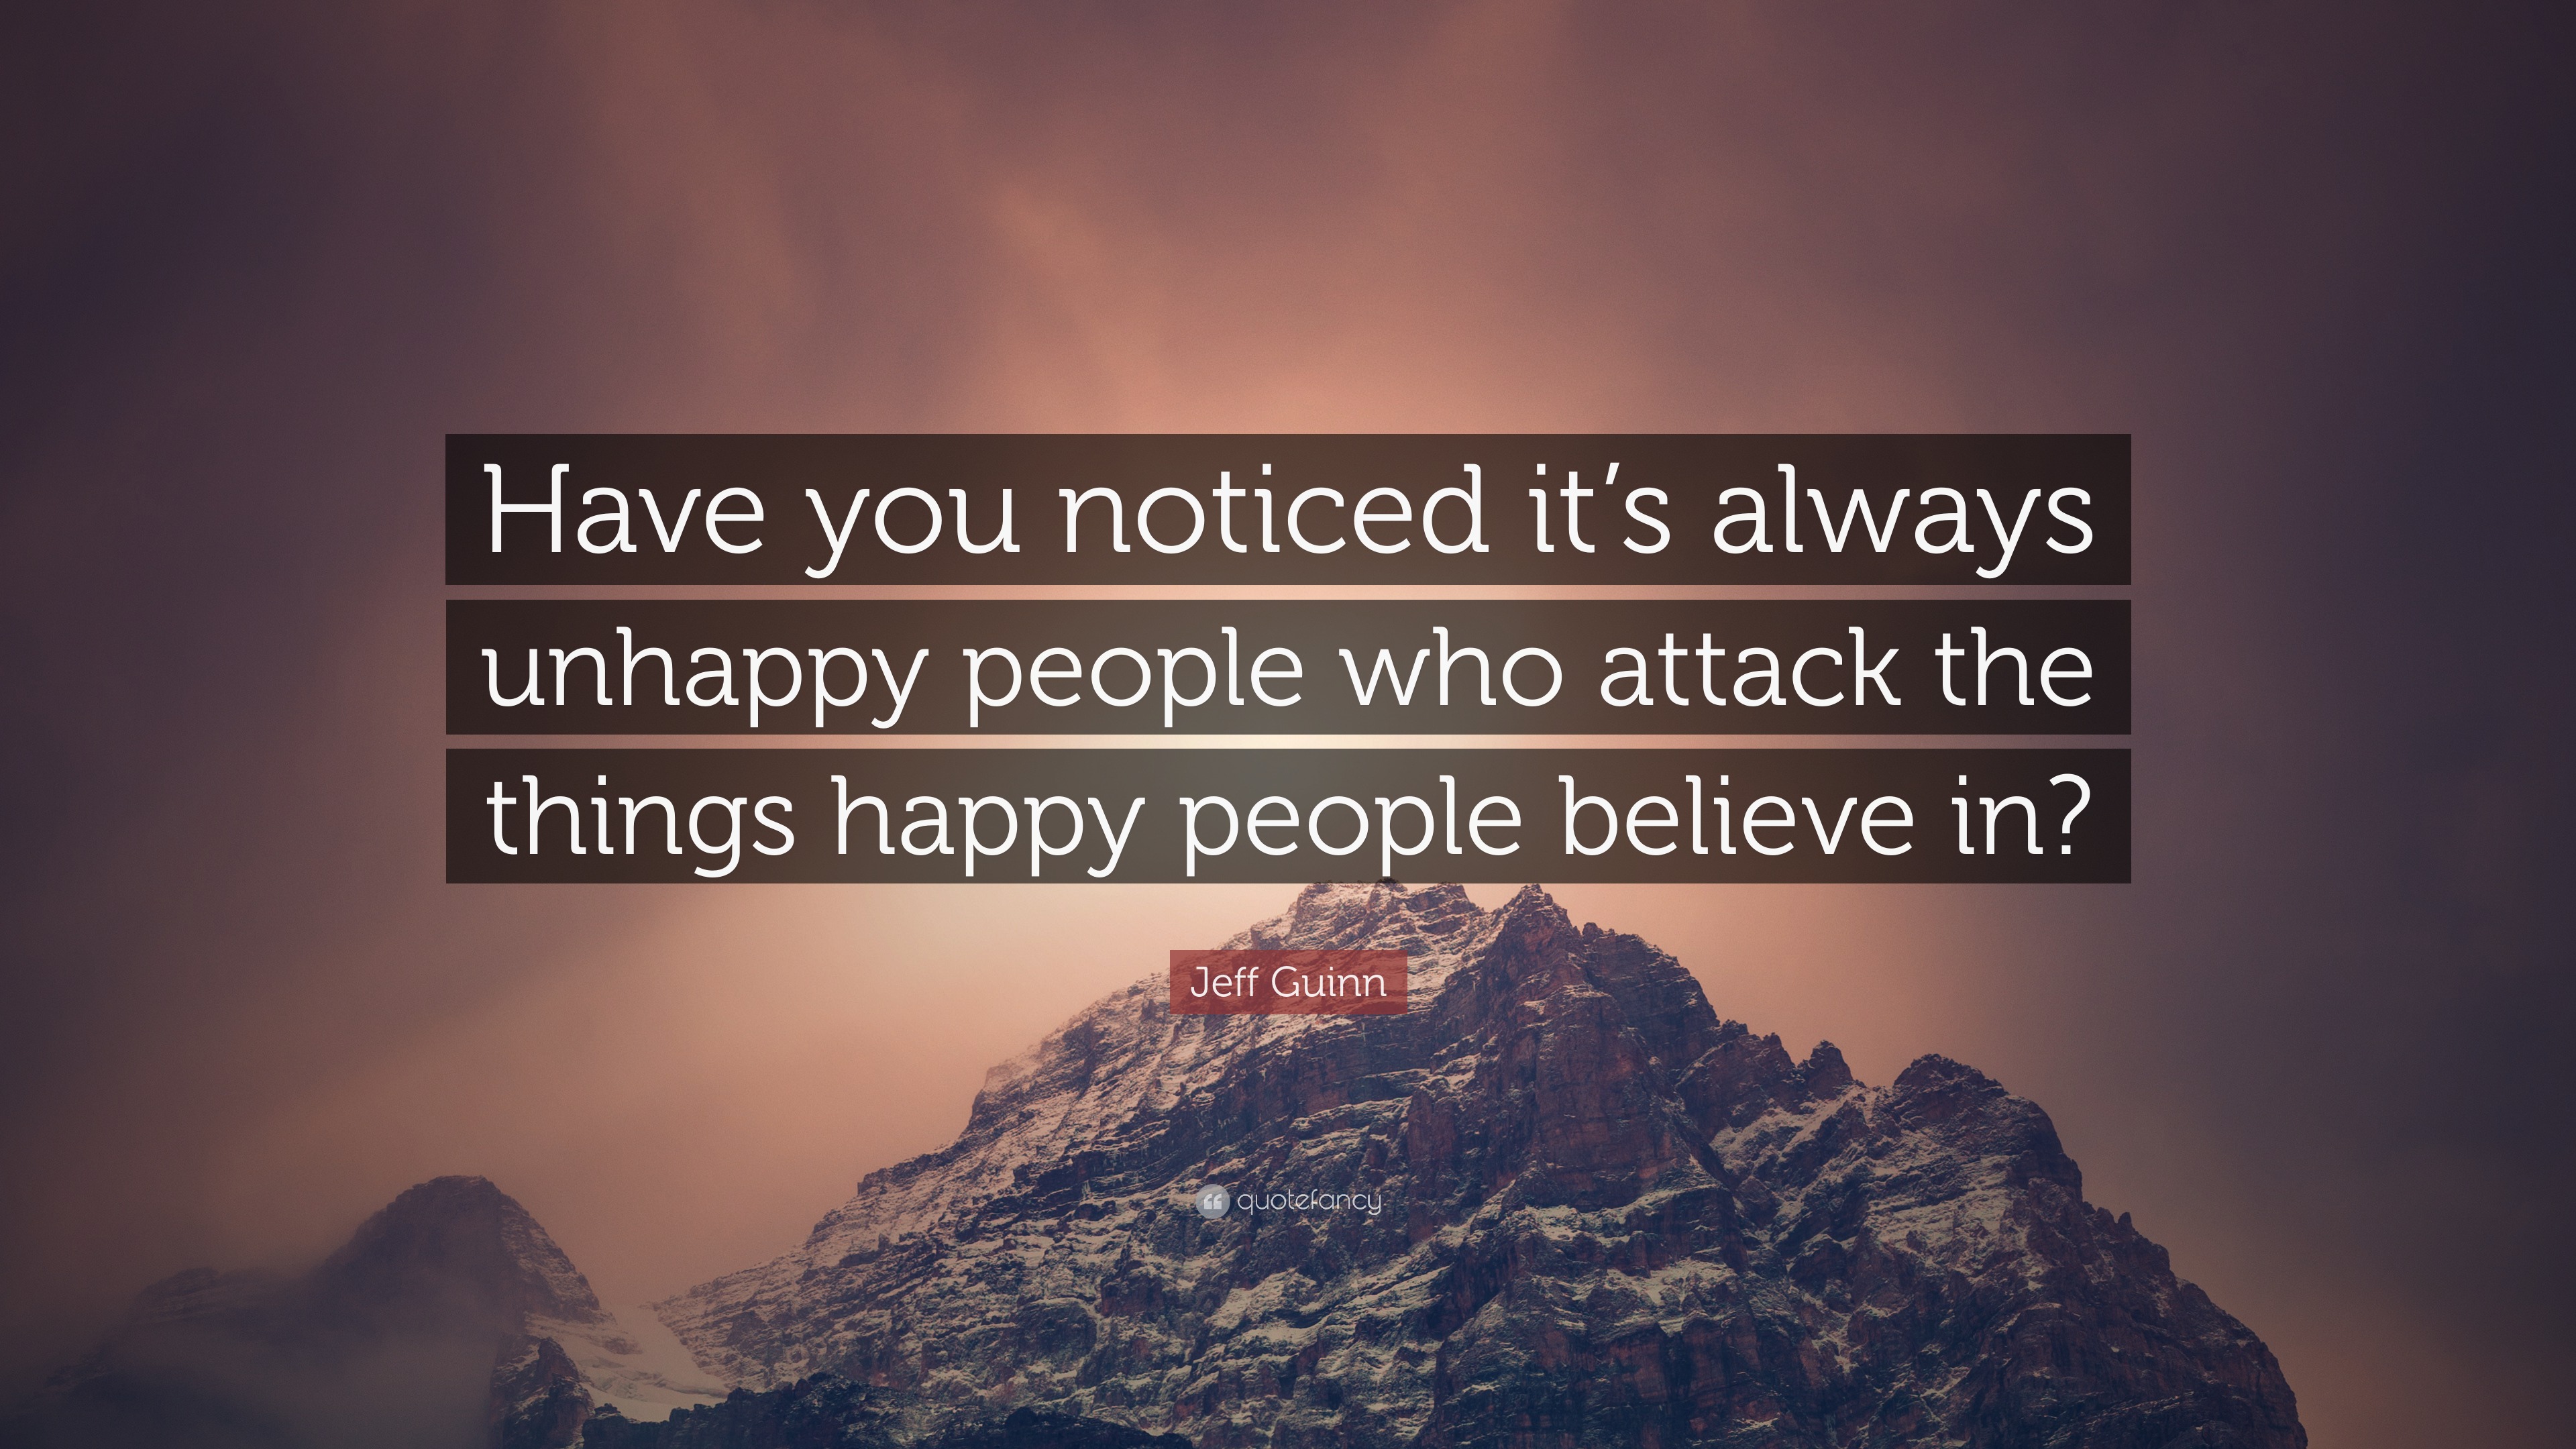 Have you noticed it’s always
unhappy people who attack the
things happy people believe in?
Jeff Guinn
quotefancy